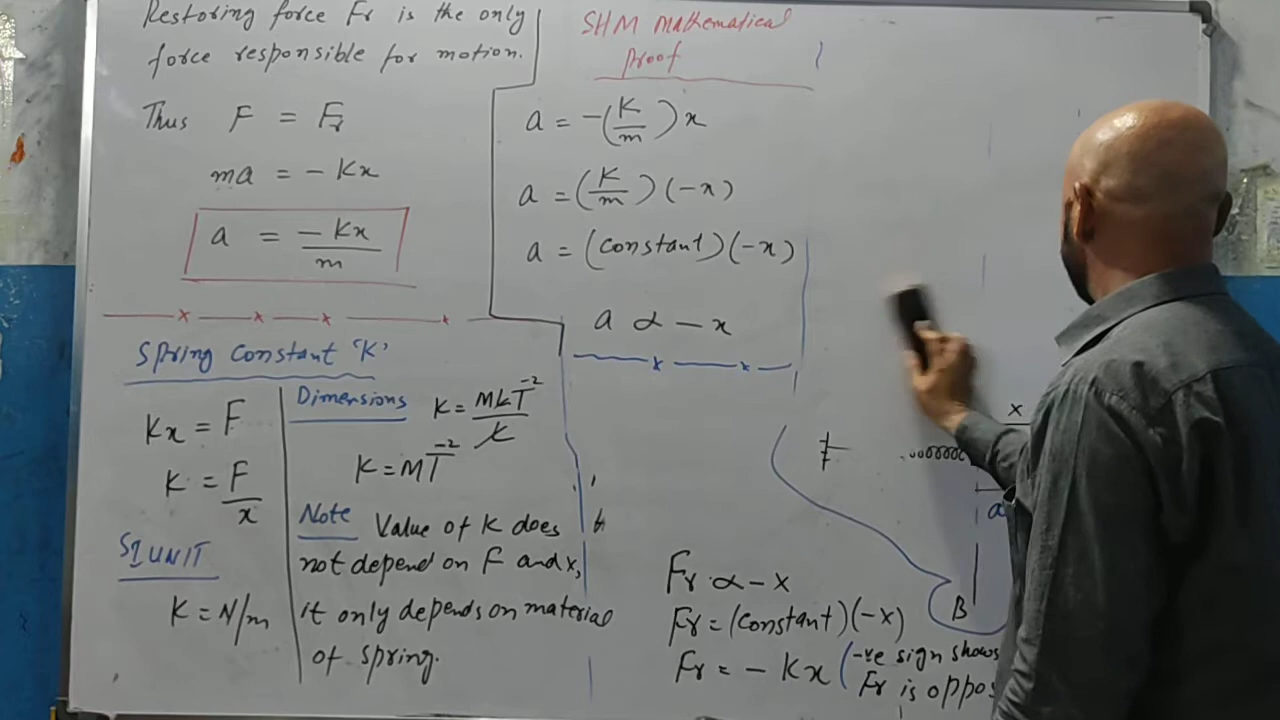 Restoring force Fr is the only
force responsible for motion.
Thus F = Fr
ma = - Kx
a = -Kx/m
Spring Constant 'K'
Kx = F
K = F/x
SI UNIT
K = N/m
Dimensions K = MLT⁻²/L
K = MT⁻²
Note Value of K does
not depend on F and x,
it only depends on material
of spring.
SHM mathematical
Proof
a = -(K/m)x
a = (K/m)(-x)
a = (constant)(-x)
a α - x
x
a
B
Fr α - x
Fr = (constant)(-x)
Fr = - Kx (-ve sign shows
Fr is oppos